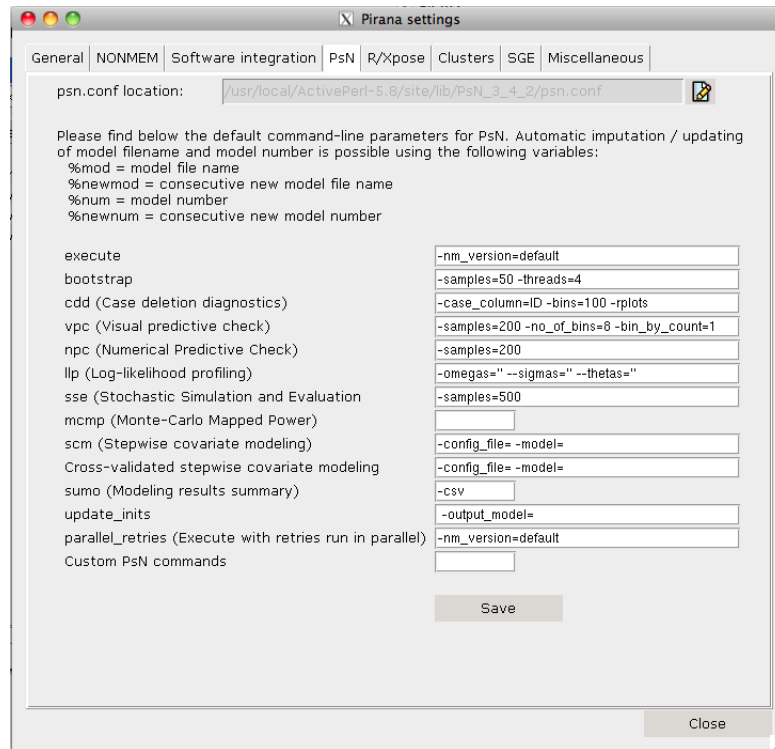 Pirana settings
General NONMEM Software integration PsN R/Xpose Clusters SGE Miscellaneous
psn.conf location: /usr/local/ActivePerl-5.8/site/lib/PsN_3_4_2/psn.conf
Please find below the default command-line parameters for PsN. Automatic imputation / updating
of model filename and model number is possible using the following variables:
%mod = model file name
%newmod = consecutive new model file name
%num = model number
%newnum = consecutive new model number
execute -nm_version=default
bootstrap -samples=50 -threads=4
cdd (Case deletion diagnostics) -case_column=ID -bins=100 -rplots
vpc (Visual predictive check) -samples=200 -no_of_bins=8 -bin_by_count=1
npc (Numerical Predictive Check) -samples=200
llp (Log-likelihood profiling) -omegas='' --sigmas='' --thetas=''
sse (Stochastic Simulation and Evaluation -samples=500
mcmp (Monte-Carlo Mapped Power)
scm (Stepwise covariate modeling) -config_file= -model=
Cross-validated stepwise covariate modeling -config_file= -model=
sumo (Modeling results summary) -csv
update_inits -output_model=
parallel_retries (Execute with retries run in parallel) -nm_version=default
Custom PsN commands
Save
Close